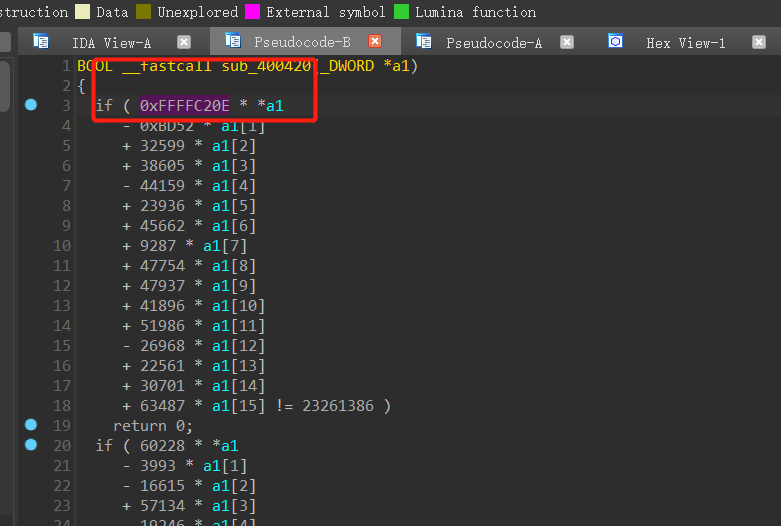 struction Data Unexplored External symbol Lumina function
IDA View-A Pseudocode-B Pseudocode-A Hex View-1
1 BOOL __fastcall sub_400420(_DWORD *a1)
2 {
3 if ( 0xFFFFC20E * *a1
4 - 0xBD52 * a1[1]
5 + 32599 * a1[2]
6 + 38605 * a1[3]
7 - 44159 * a1[4]
8 + 23936 * a1[5]
9 + 45662 * a1[6]
10 + 9287 * a1[7]
11 + 47754 * a1[8]
12 + 47937 * a1[9]
13 + 41896 * a1[10]
14 + 51986 * a1[11]
15 - 26968 * a1[12]
16 + 22561 * a1[13]
17 + 30701 * a1[14]
18 + 63487 * a1[15] != 23261386 )
19 return 0;
20 if ( 60228 * *a1
21 - 3993 * a1[1]
22 - 16615 * a1[2]
23 + 57134 * a1[3]
24 - 19246 * a1[4]